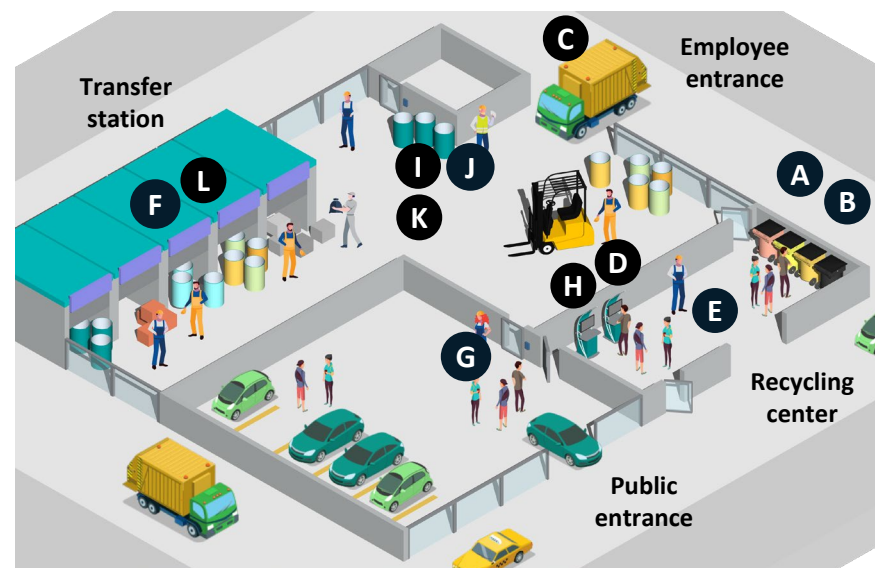 C
Employee
entrance
Transfer
station
A
B
I
J
L
F
K
D
H
E
G
Recycling
center
Public
entrance